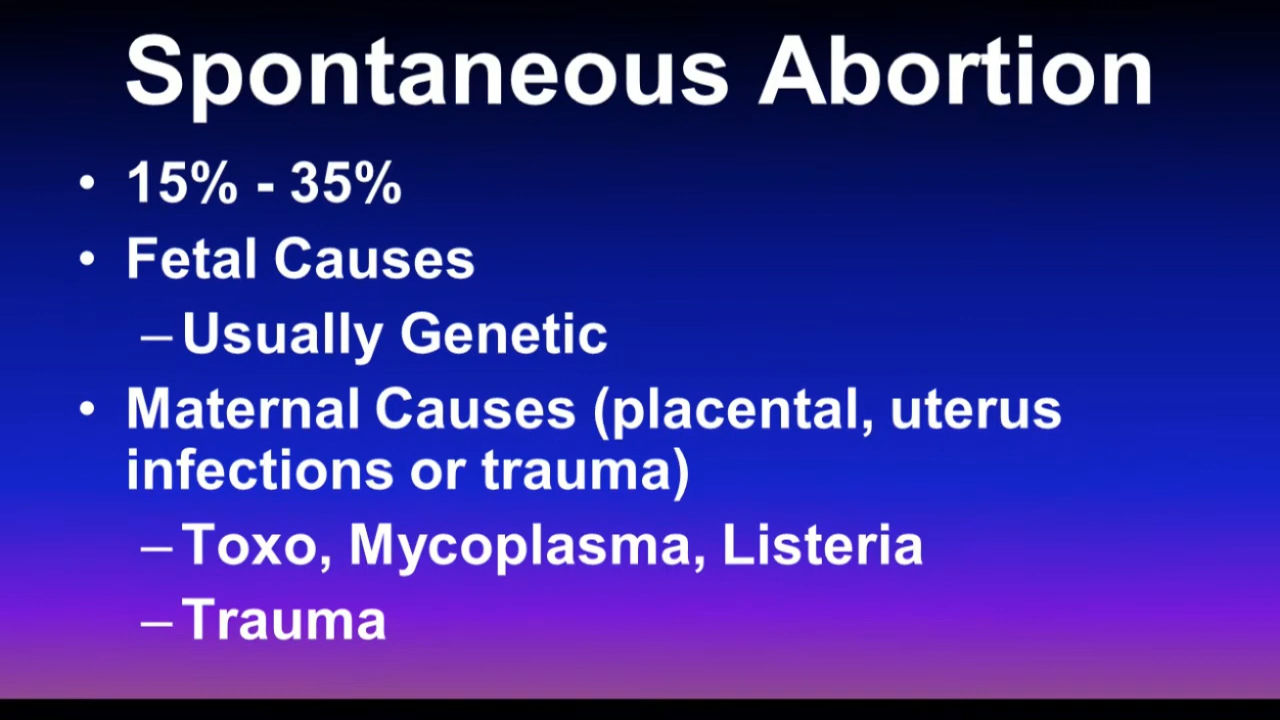 Spontaneous Abortion
• 15% - 35%
• Fetal Causes
– Usually Genetic
• Maternal Causes (placental, uterus
infections or trauma)
– Toxo, Mycoplasma, Listeria
– Trauma